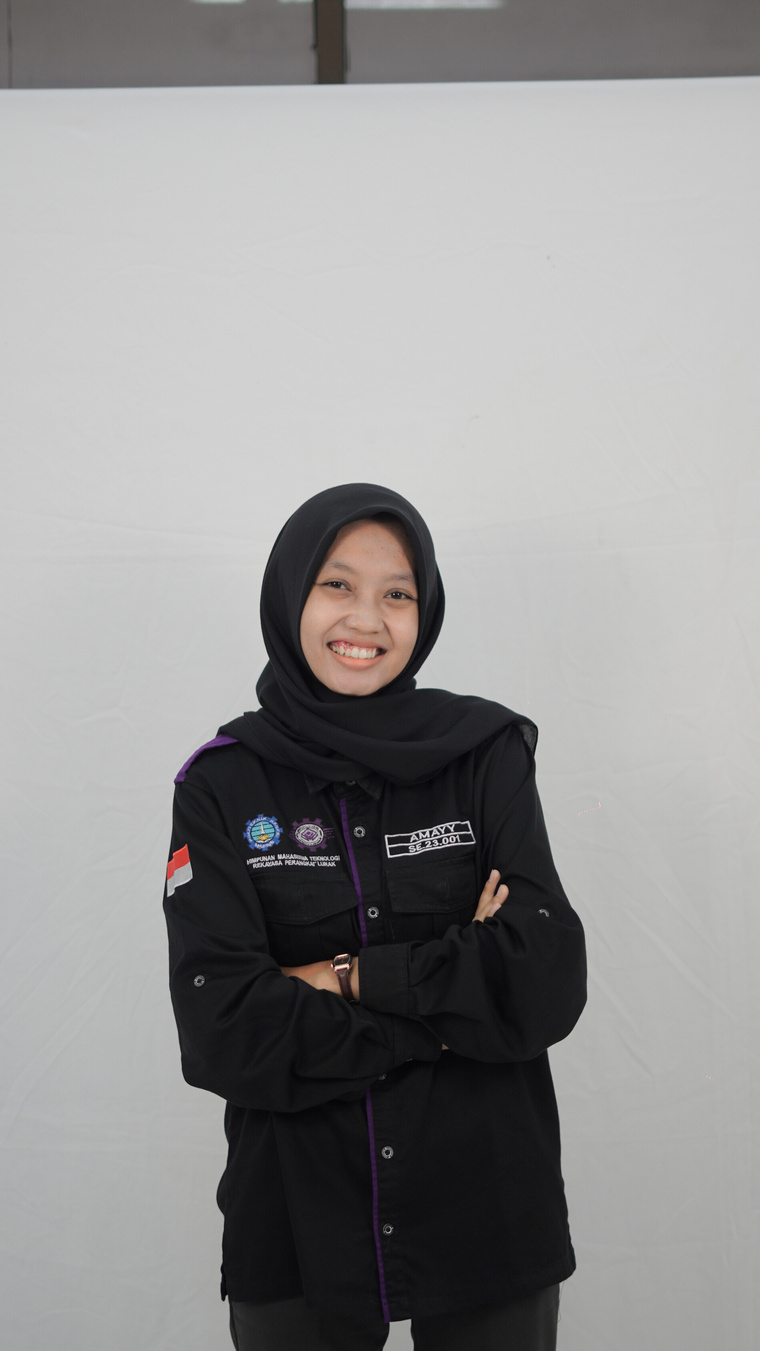 HIMPUNAN MAHASISWA TEKNOLOGI
REKAYASA PERANGKAT LUNAK
AMAYY
SE.23.001